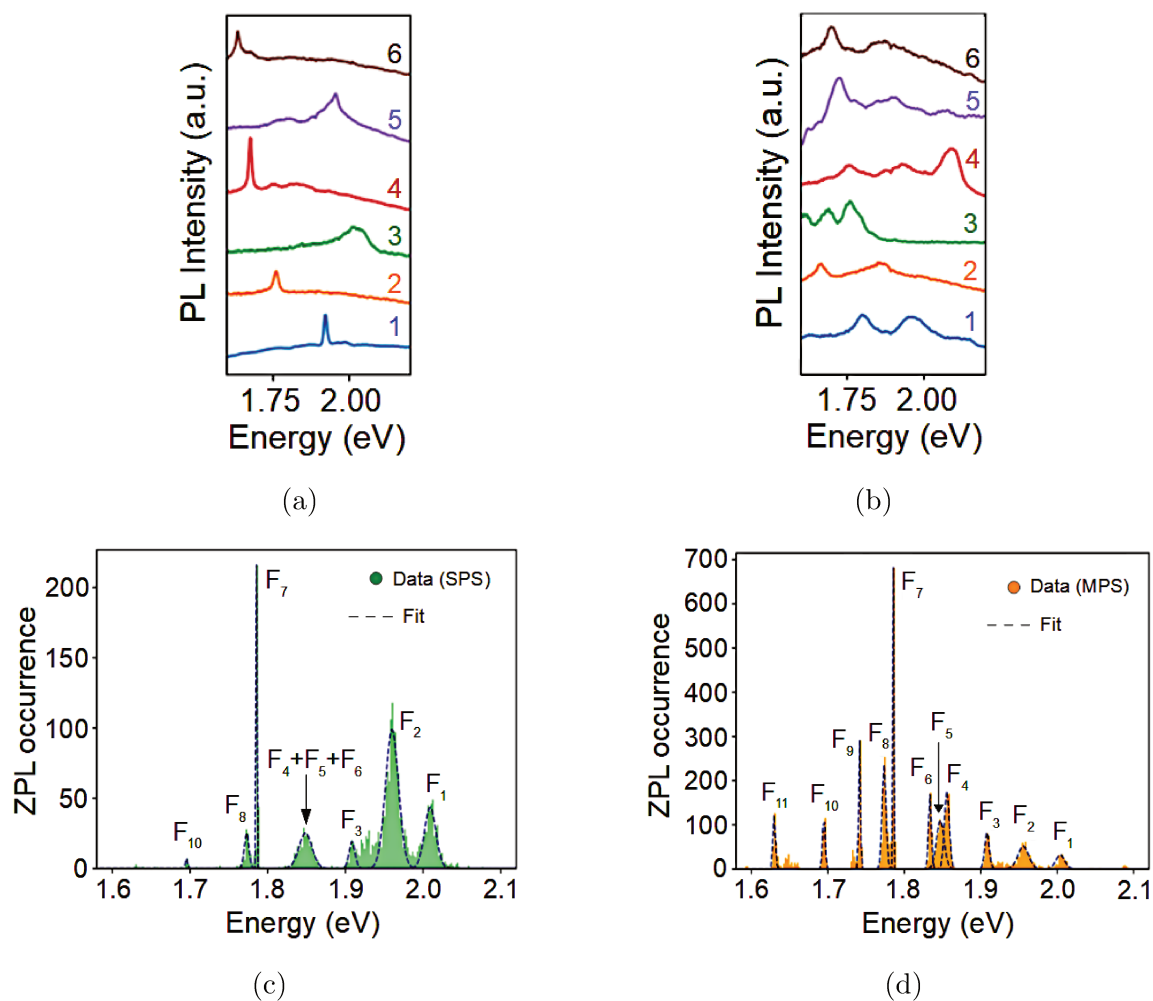 PL Intensity (a.u.)
6
5
4
3
2
1
1.75 2.00
Energy (eV)
(a)
PL Intensity (a.u.)
6
5
4
3
2
1
1.75 2.00
Energy (eV)
(b)
ZPL occurrence
200
150
100
50
0
Data (SPS)
Fit
F₇
F₂
F₄+F₅+F₆
F₁
F₈
F₃
F₁₀
1.6 1.7 1.8 1.9 2.0 2.1
Energy (eV)
(c)
ZPL occurrence
700
600
500
400
300
200
100
0
Data (MPS)
Fit
F₇
F₅
F₉ F₈
F₆ F₄
F₁₁ F₁₀
F₃ F₂ F₁
1.6 1.7 1.8 1.9 2.0 2.1
Energy (eV)
(d)